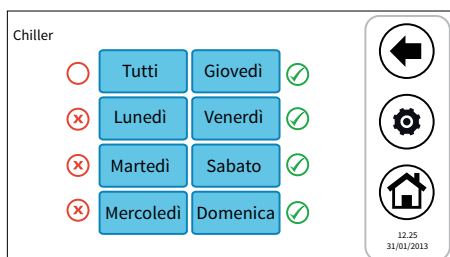 Chiller
Tutti Giovedì
Lunedì Venerdì
Martedì Sabato
Mercoledì Domenica
12.25
31/01/2013